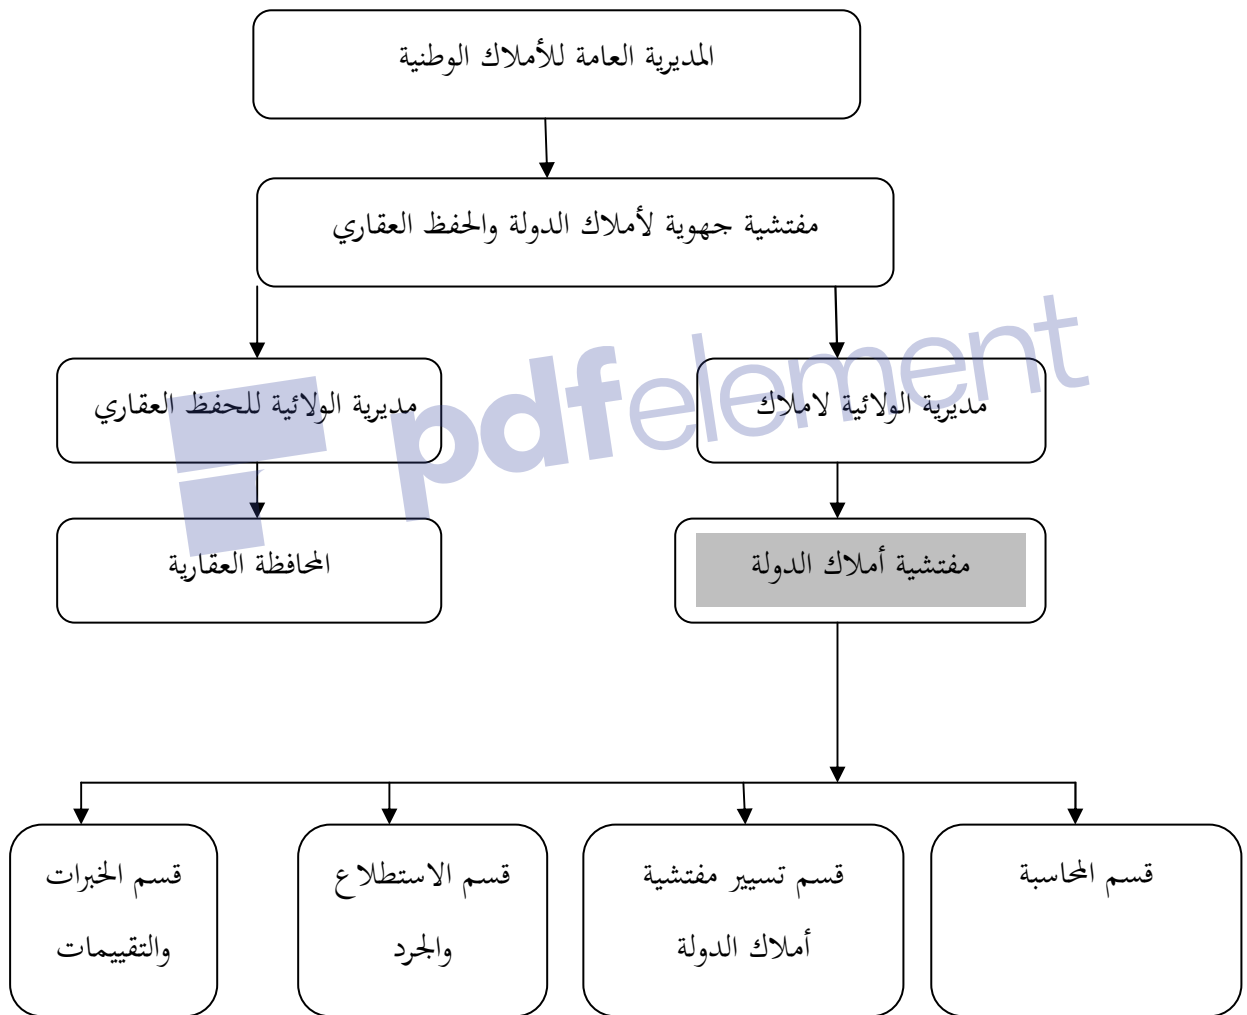 المديرية العامة للأملاك الوطنية
مفتشية جهوية لأملاك الدولة والحفظ العقاري
مديرية الولائية لاملاك
مديرية الولائية للحفظ العقاري
pdfelement
مفتشية أملاك الدولة
المحافظة العقارية
قسم المحاسبة
قسم تسيير مفتشية
أملاك الدولة
قسم الاستطلاع
والجرد
قسم الخبرات
والتقييمات